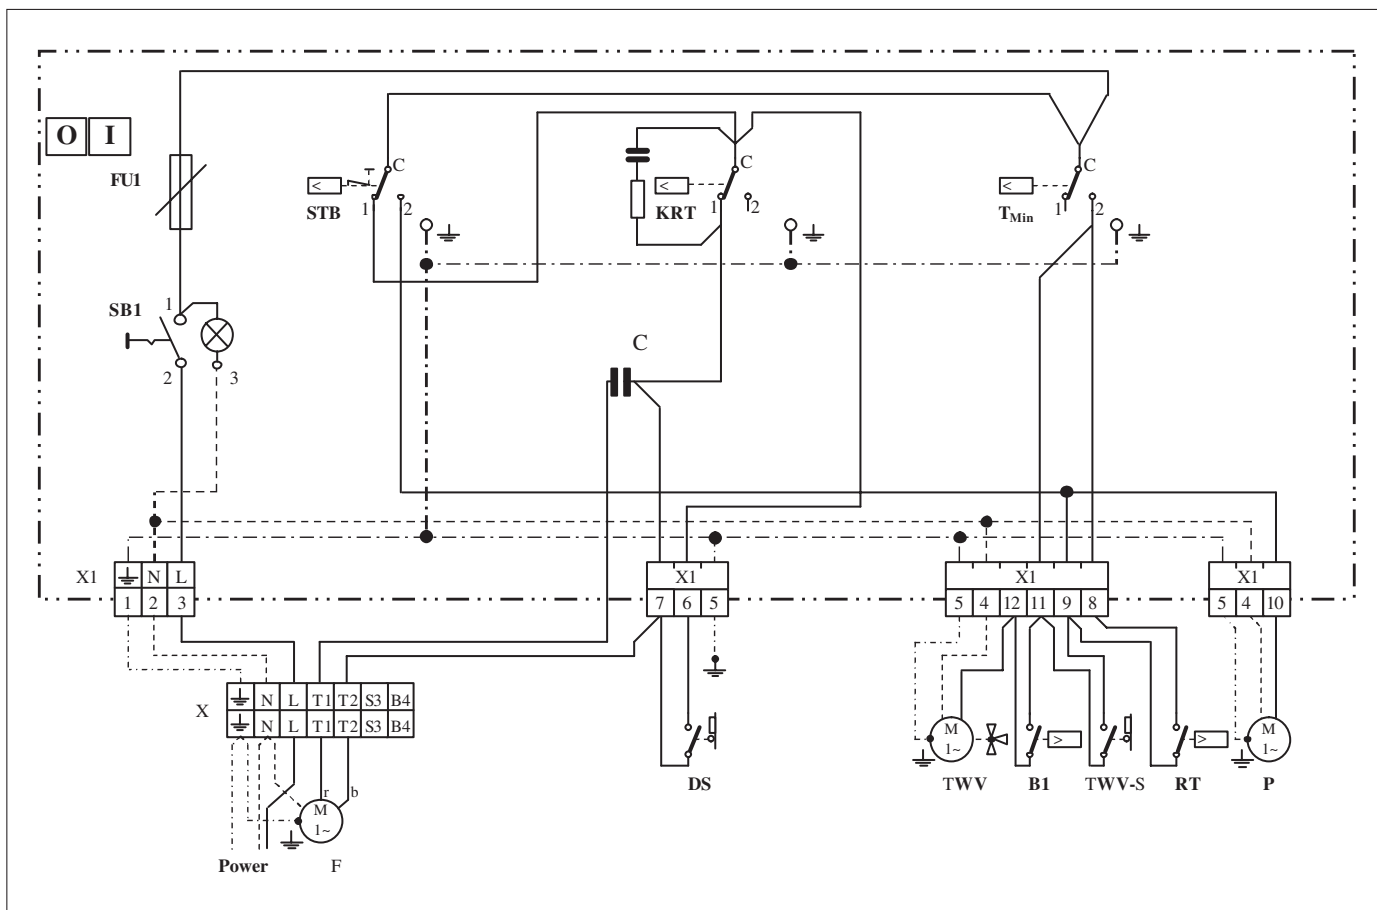 O I
FU1
C
C
C
< STB
1 2
< KRT
1 2
< TMin
1 2
SB1
1
2
3
C
X1
N L
1 2 3
X1
7 6 5
X1
5 4 12 11 9 8
X1
5 4 10
X
N L T1 T2 S3 B4
N L T1 T2 S3 B4
r b
M
1~
Power
F
DS
M
1~
>
>
M
1~
TWV
B1
TWV-S
RT
P